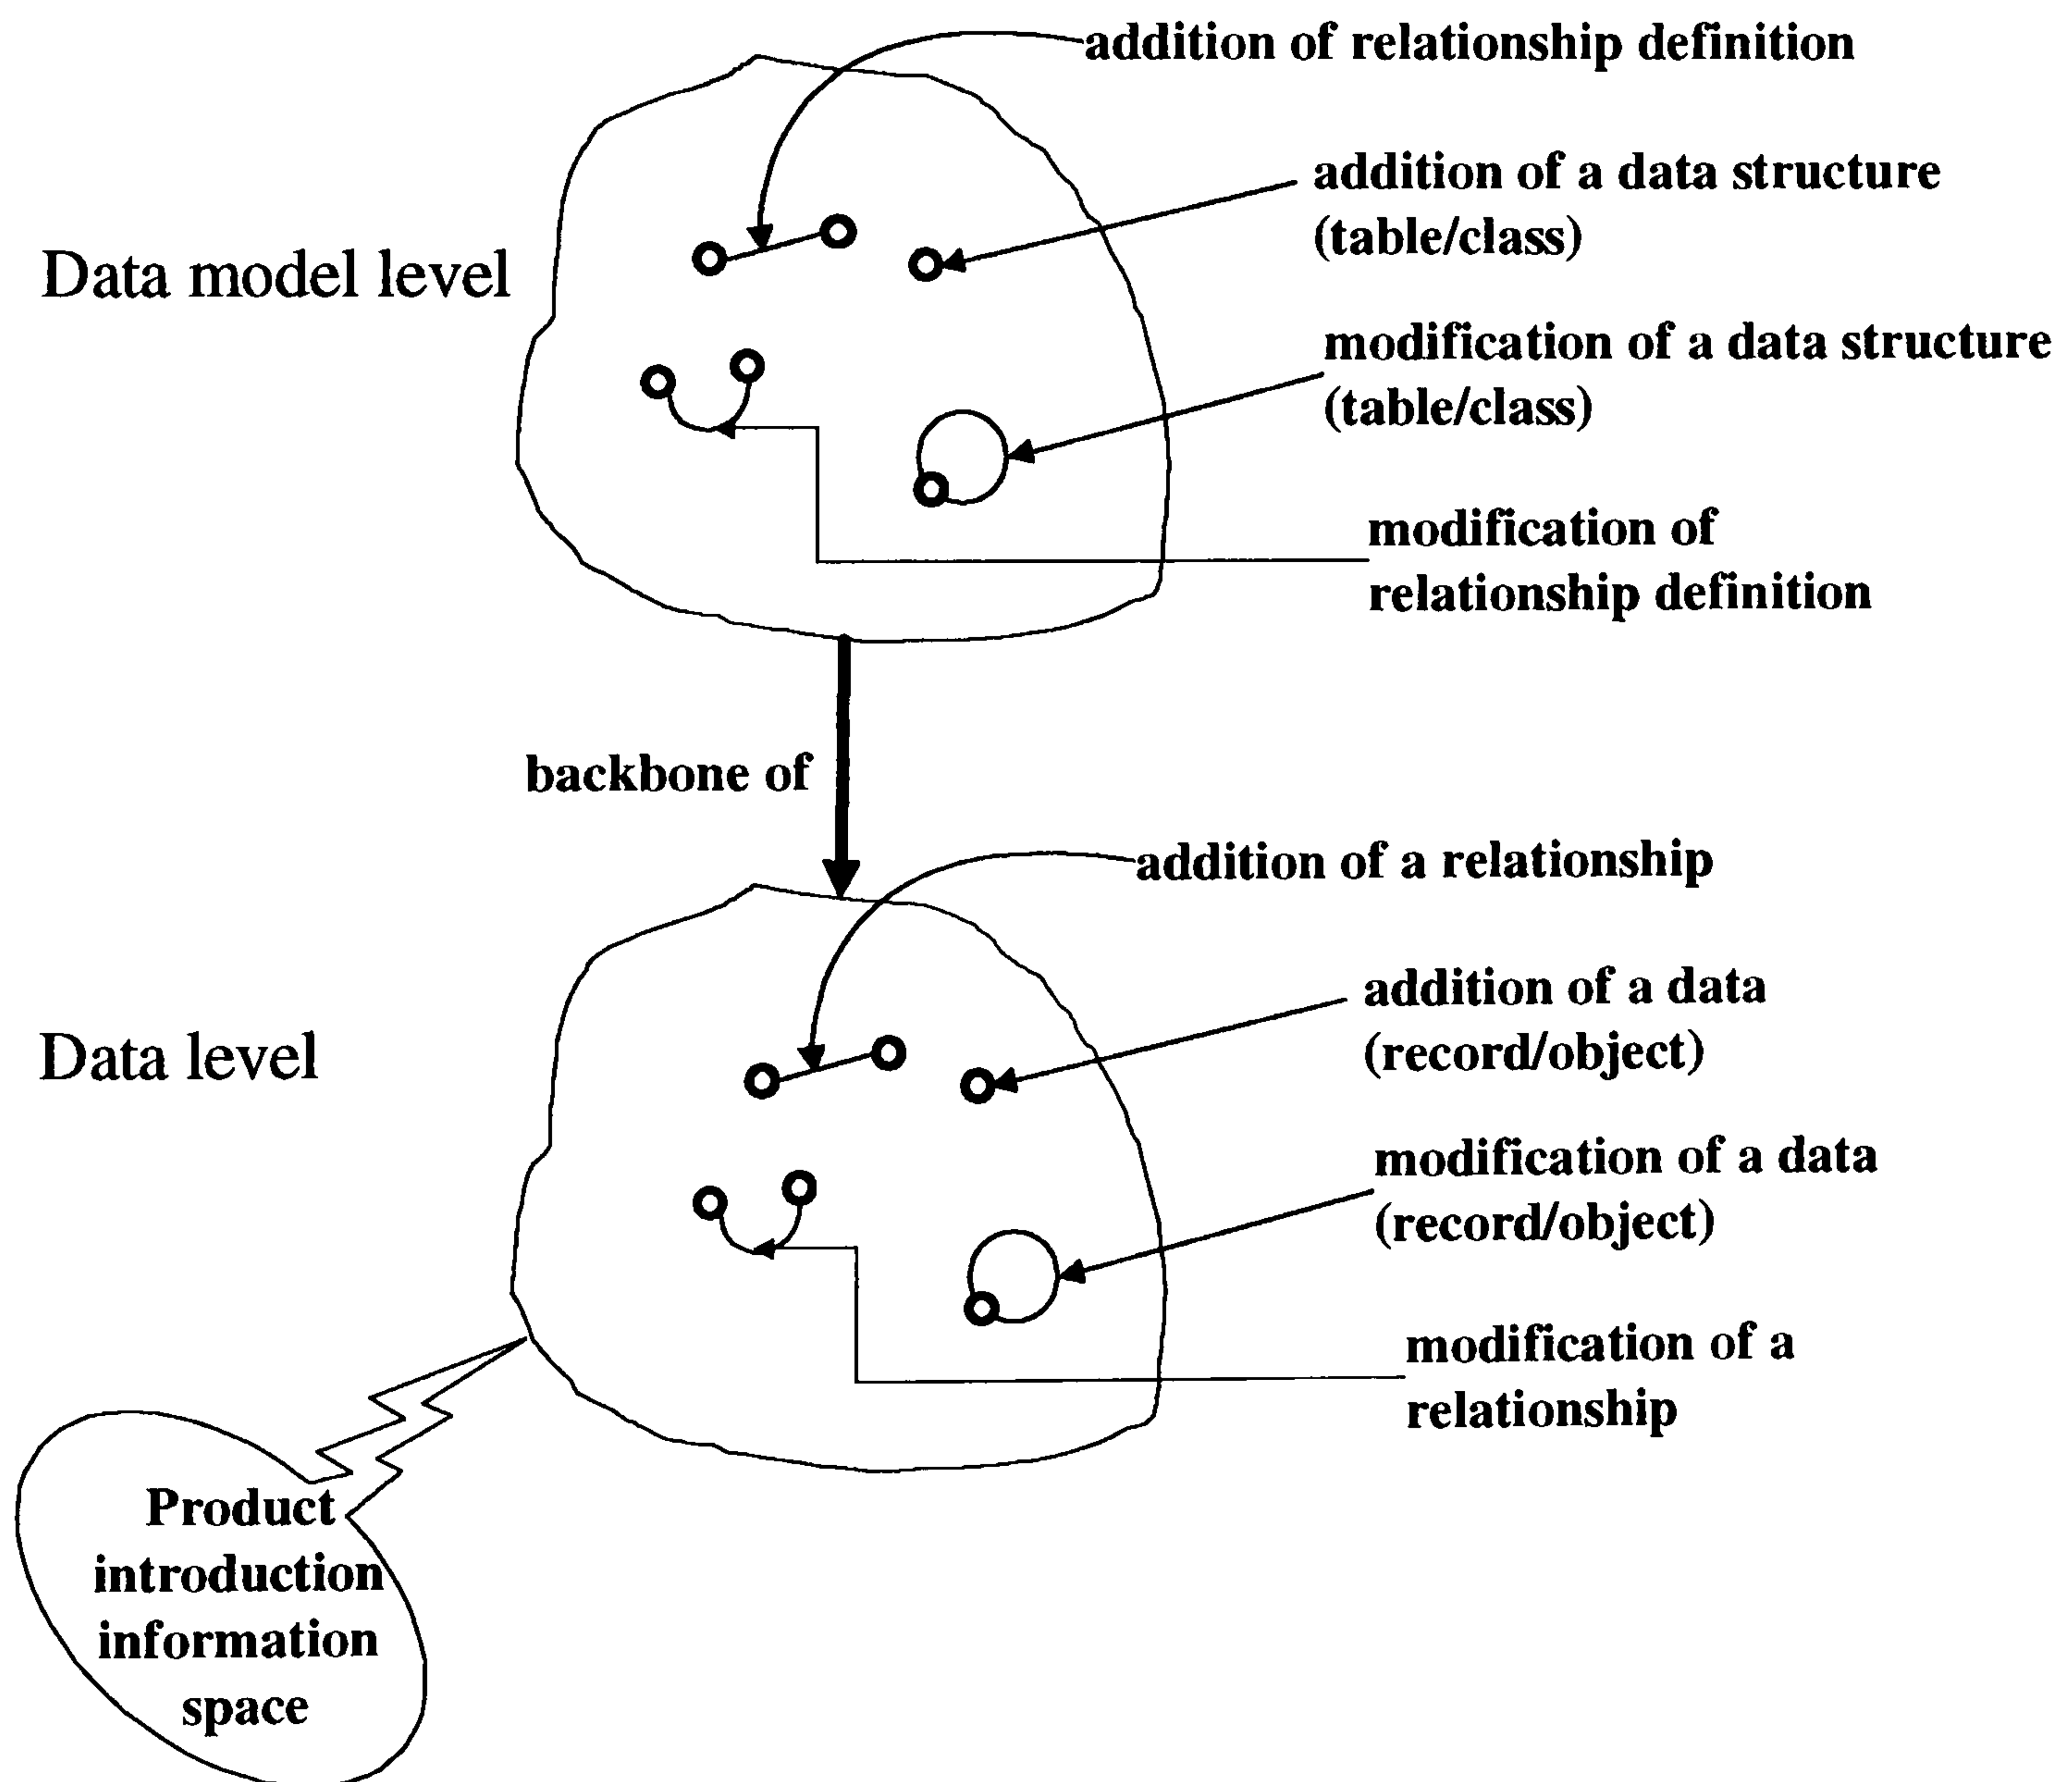 addition of relationship definition
addition of a data structure
(table/class)
Data model level
modification of a data structure
(table/class)
modification of
relationship definition
backbone of
addition of a relationship
addition of a data
(record/object)
Data level
modification of a data
(record/object)
modification of a
relationship
Product
introduction
information
space